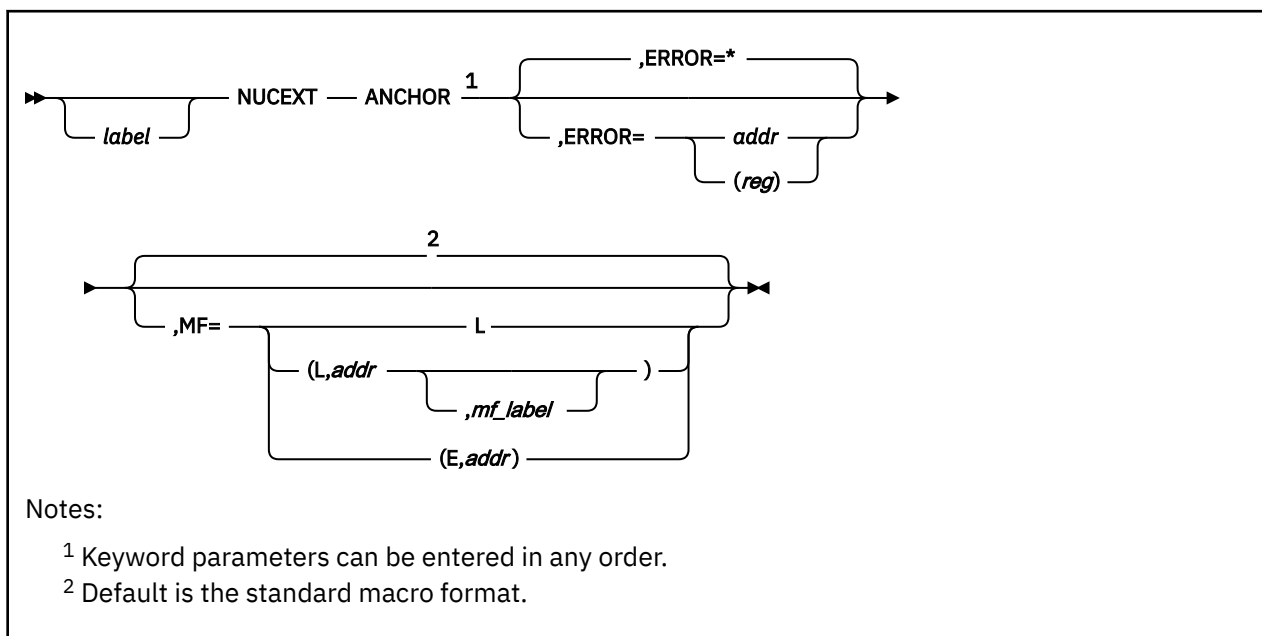 ,ERROR=*
NUCEXT ANCHOR 1
label ,ERROR= addr
(reg)
2
,MF= L
(L,addr )
,mf_label
(E,addr)
Notes:
1 Keyword parameters can be entered in any order.
2 Default is the standard macro format.